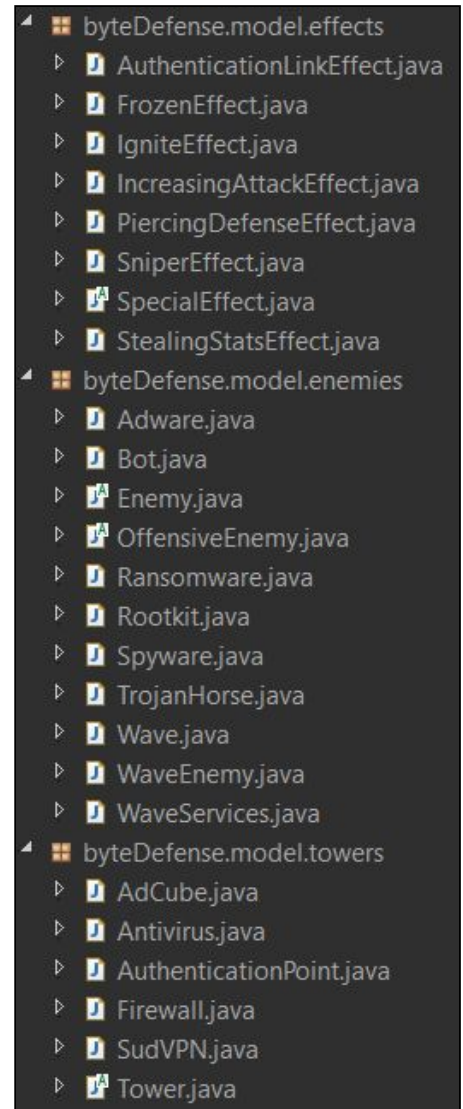 byteDefense.model.effects
AuthenticationLinkEffect.java
FrozenEffect.java
IgniteEffect.java
IncreasingAttackEffect.java
PiercingDefenseEffect.java
SniperEffect.java
SpecialEffect.java
StealingStatsEffect.java
byteDefense.model.enemies
Adware.java
Bot.java
Enemy.java
OffensiveEnemy.java
Ransomware.java
Rootkit.java
Spyware.java
TrojanHorse.java
Wave.java
WaveEnemy.java
WaveServices.java
byteDefense.model.towers
AdCube.java
Antivirus.java
AuthenticationPoint.java
Firewall.java
SudVPN.java
Tower.java